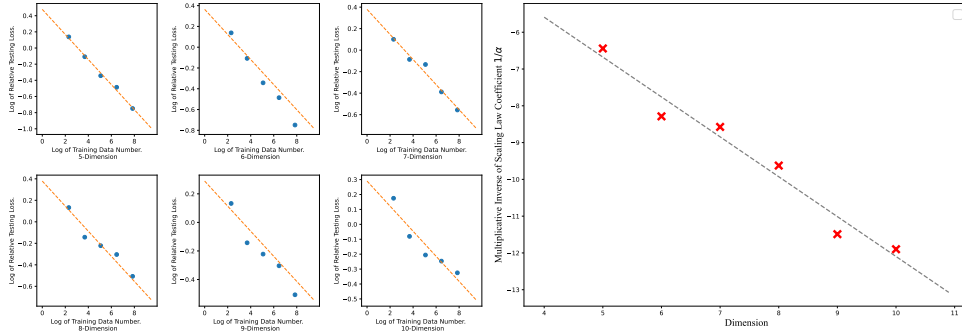 0.4
0.2
0.0
−0.2
−0.4
−0.6
−0.8
−1.0
Log of Relative Testing Loss.
0 2 4 6 8
Log of Training Data Number.
5-Dimension
0.2
0.0
−0.2
−0.4
−0.6
−0.8
Log of Relative Testing Loss.
0 2 4 6 8
Log of Training Data Number.
6-Dimension
0.4
0.2
0.0
−0.2
−0.4
−0.6
Log of Relative Testing Loss.
0 2 4 6 8
Log of Training Data Number.
7-Dimension
0.4
0.2
0.0
−0.2
−0.4
−0.6
Log of Relative Testing Loss.
0 2 4 6 8
Log of Training Data Number.
8-Dimension
0.2
0.0
−0.2
−0.4
Log of Relative Testing Loss.
0 2 4 6 8
Log of Training Data Number.
9-Dimension
0.3
0.2
0.1
0.0
−0.1
−0.2
−0.3
−0.4
−0.5
Log of Relative Testing Loss.
0 2 4 6 8
Log of Training Data Number.
10-Dimension
−6
−7
−8
−9
−10
−11
−12
−13
Multiplicative Inverse of Scaling Law Coefficient 1/α
4 5 6 7 8 9 10 11
Dimension